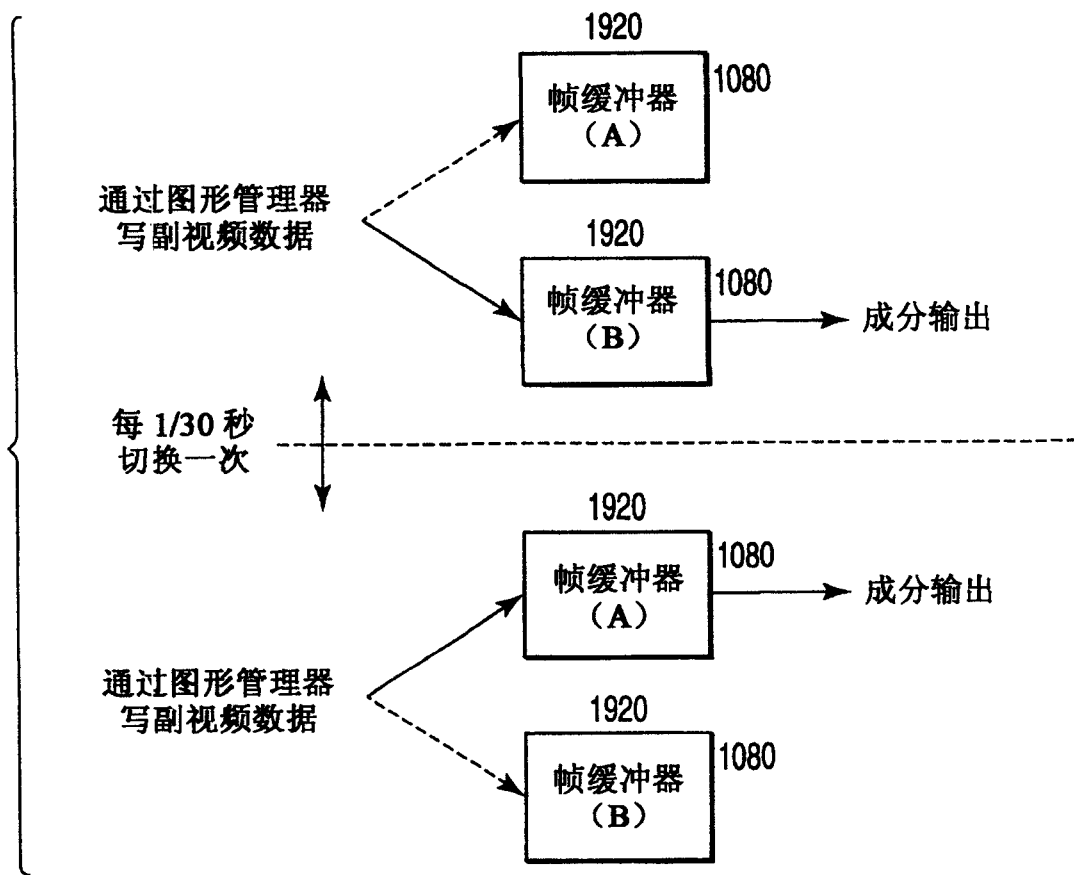 1920
帧缓冲器
（A）
1080
通过图形管理器
写副视频数据
1920
帧缓冲器
（B）
1080
成分输出
每 1/30 秒
切换一次
1920
帧缓冲器
（A）
1080
成分输出
通过图形管理器
写副视频数据
1920
帧缓冲器
（B）
1080